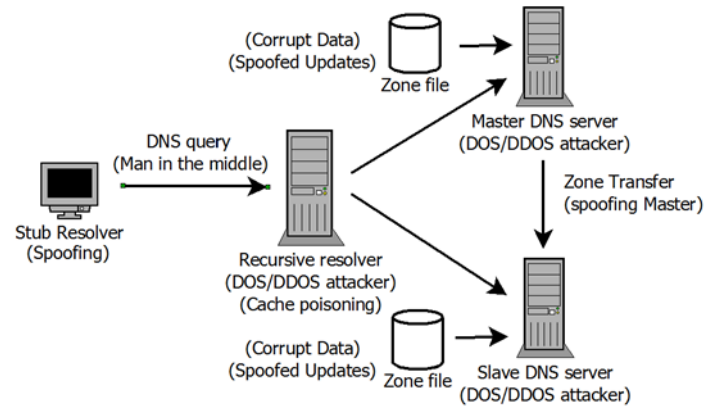 (Corrupt Data)
(Spoofed Updates)
Zone file
Master DNS server
(DOS/DDOS attacker)
DNS query
(Man in the middle)
Zone Transfer
(spoofing Master)
Stub Resolver
(Spoofing)
Recursive resolver
(DOS/DDOS attacker)
(Cache poisoning)
(Corrupt Data)
(Spoofed Updates)
Zone file
Slave DNS server
(DOS/DDOS attacker)